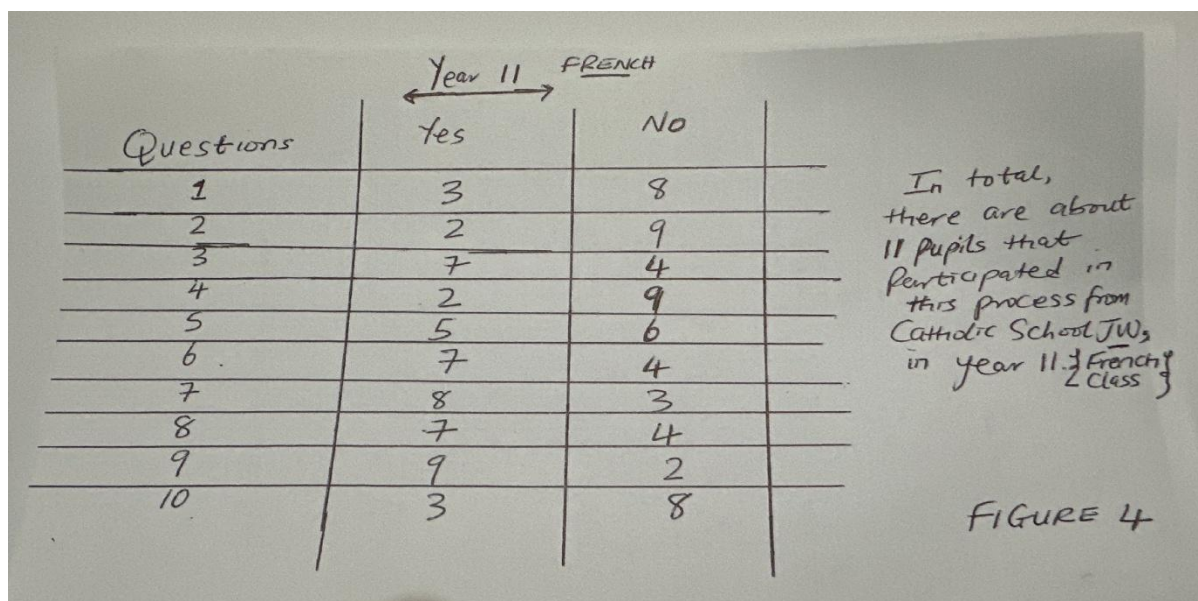 Year 11 FRENCH
Questions Yes No
1 3 8
2 2 9
3 7 4
4 2 9
5 5 6
6. 7 4
7 8 3
8 7 4
9 9 2
10 3 8
In total,
there are about
11 pupils that
Participated in
this process from
Catholic School JW,
in year 11. {French
Class}
FIGURE 4